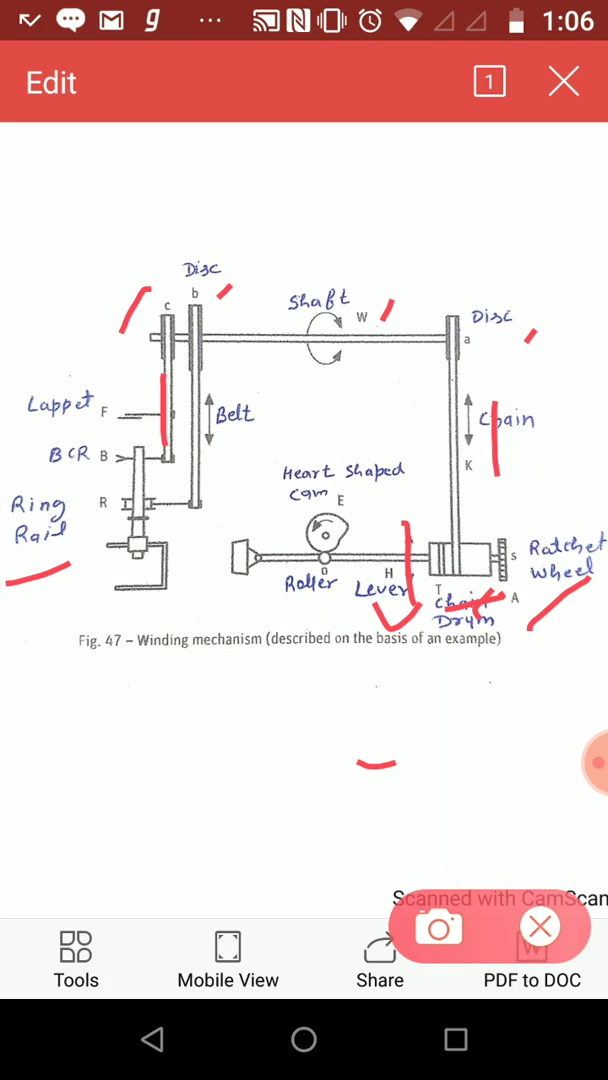 1:06
Edit
1
Disc
b
c
Shaft
W
Disc
a
Lappet F
Belt
Chain
BCR B
K
Heart Shaped
Cam E
Ring
Rail
R
S
Ratchet
Wheel
O
H
T
A
Roller
Lever
Chain
Drum
Fig. 47 – Winding mechanism (described on the basis of an example)
Scanned with CamScan
Tools
Mobile View
Share
W
PDF to DOC